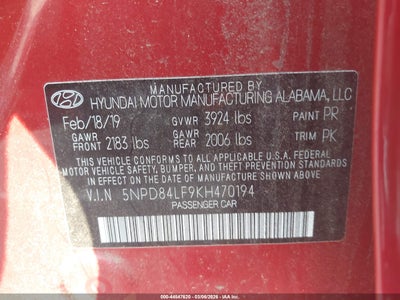 MANUFACTURED BY
HYUNDAI MOTOR MANUFACTURING ALABAMA, LLC
Feb/18/19 GVWR 3924 lbs PAINT PR
GAWR FRONT 2183 lbs GAWR REAR 2006 lbs TRIM PK
THIS VEHICLE CONFORMS TO ALL APPLICABLE U.S. FEDERAL
MOTOR VEHICLE SAFETY, BUMPER, AND THEFT PREVENTION STANDARDS
IN EFFECT ON THE DATE OF MANUFACTURE SHOWN ABOVE.
V.I.N 5NPD84LF9KH470194
PASSENGER CAR